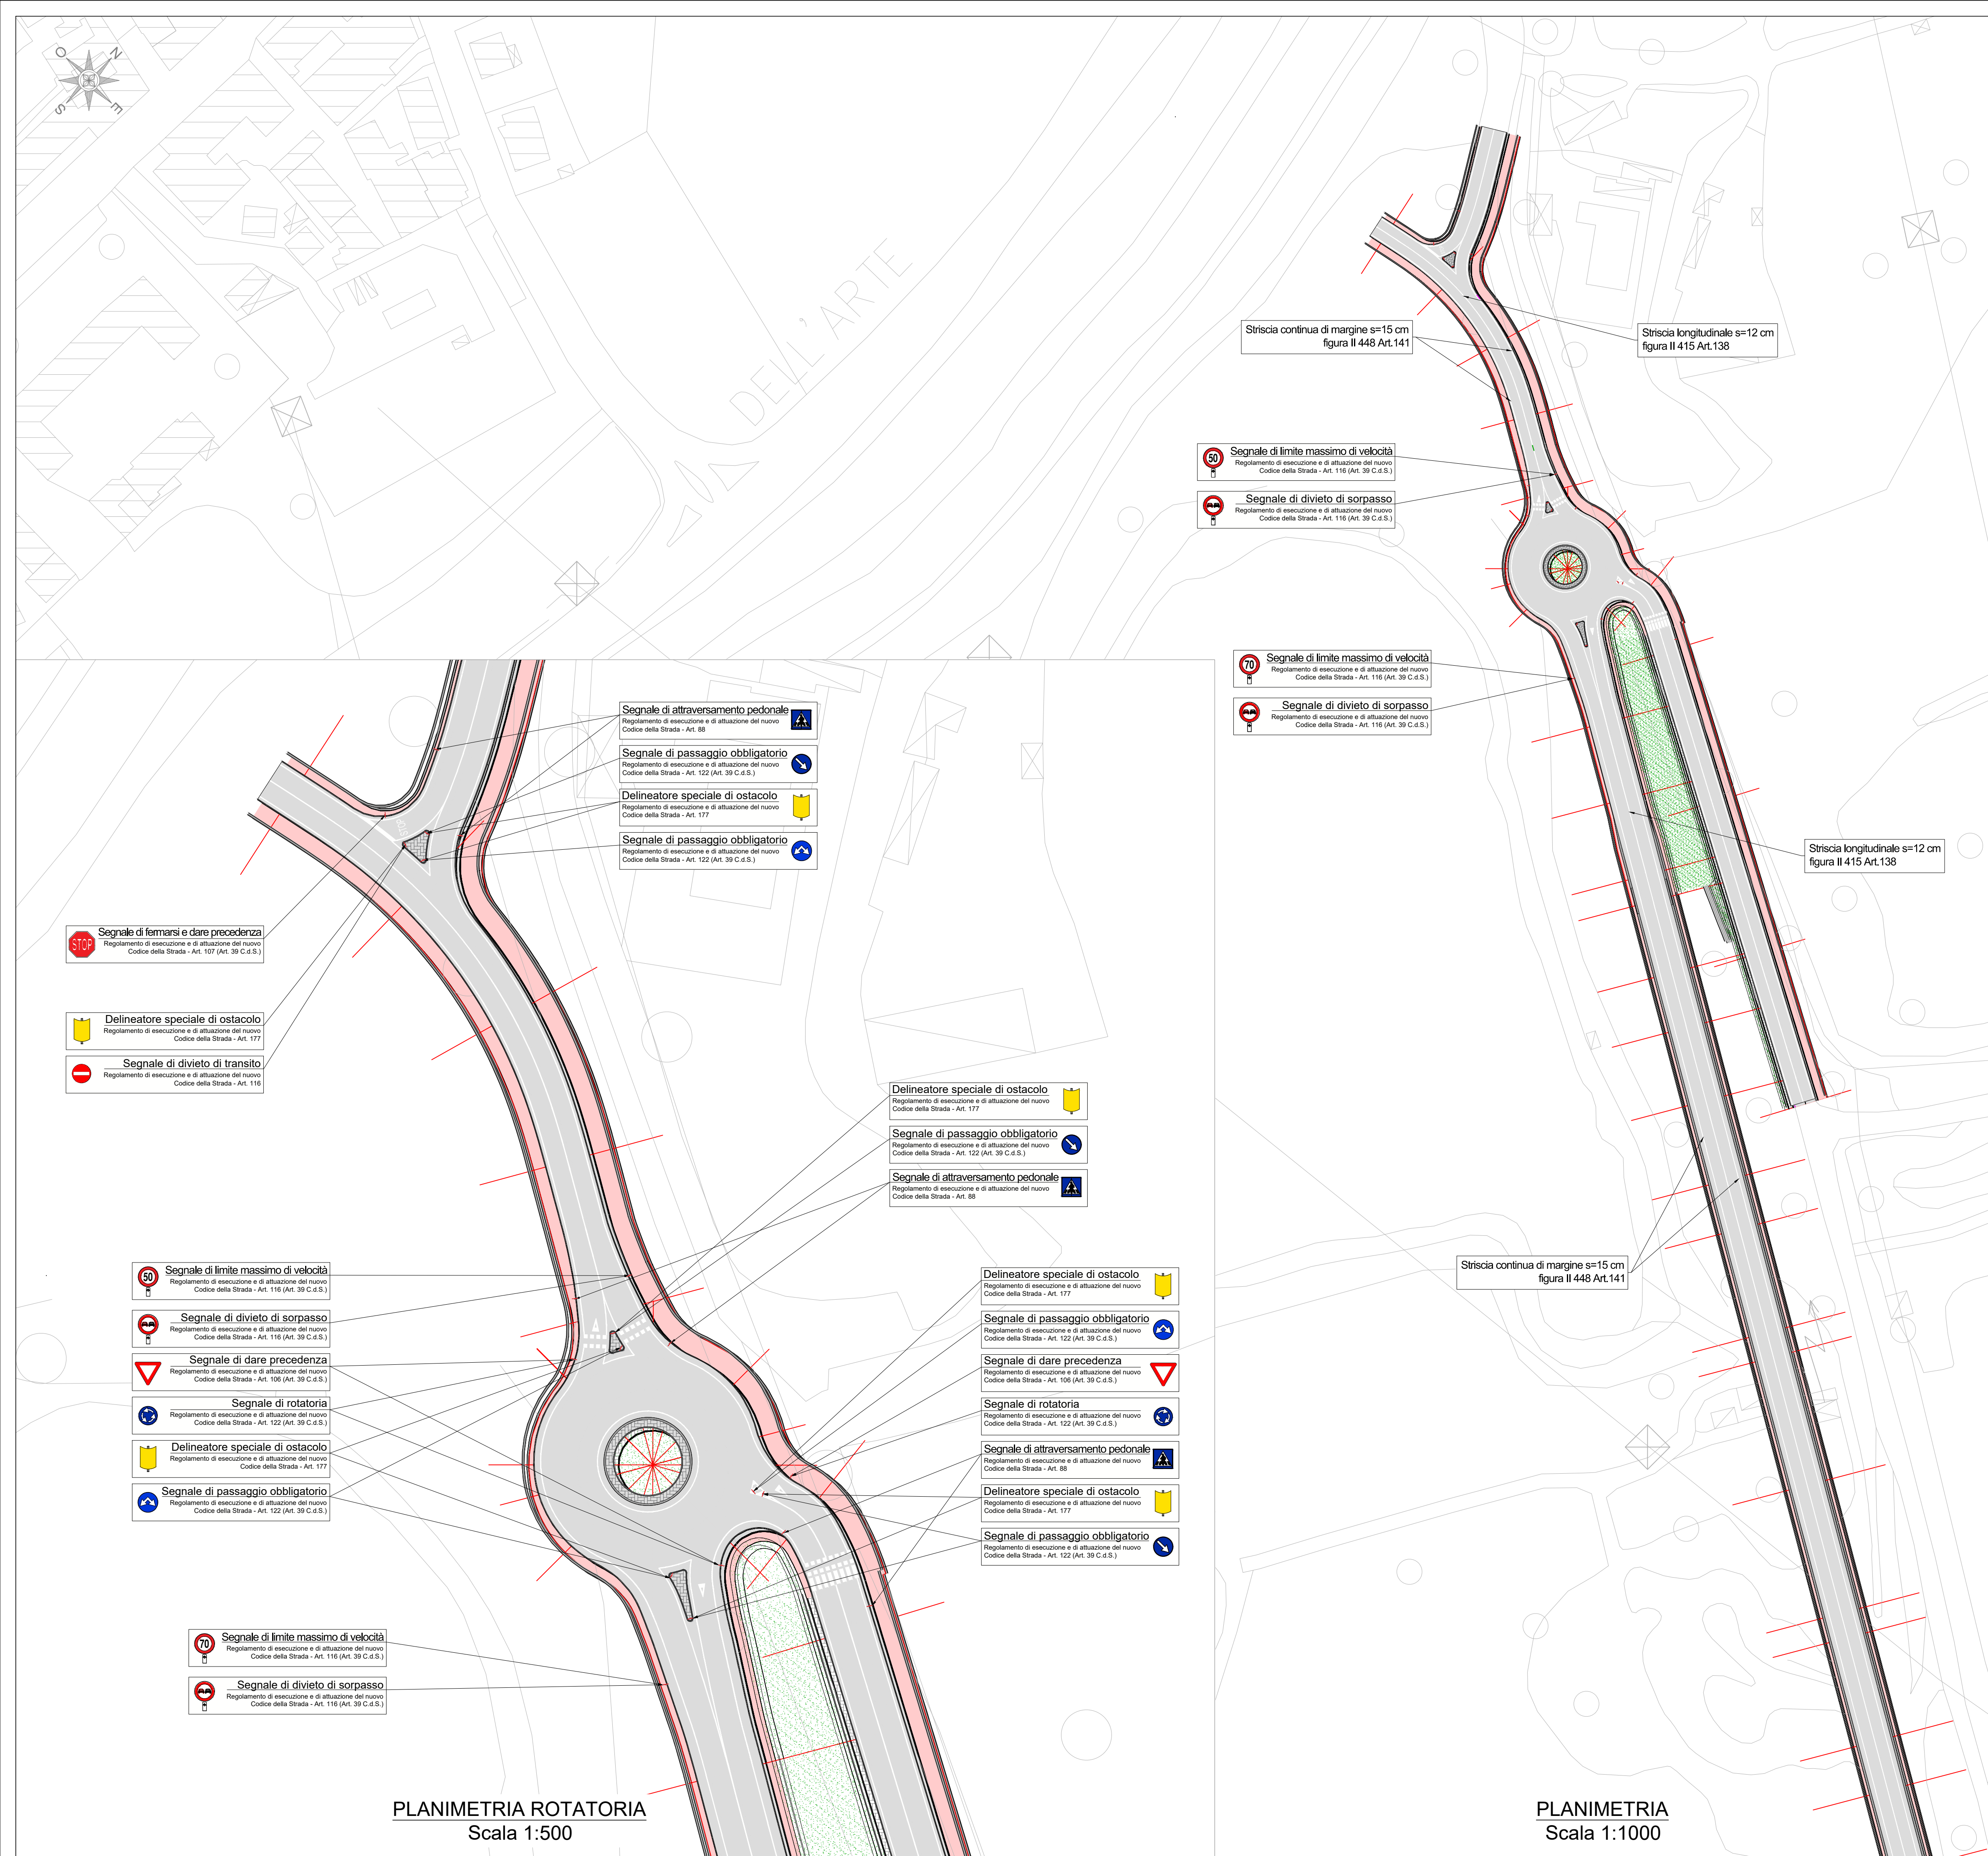 O
N
S
E
DELL'ARTE
Striscia continua di margine s=15 cm
figura II 448 Art.141
Striscia longitudinale s=12 cm
figura II 415 Art.138
50
Segnale di limite massimo di velocità
Regolamento di esecuzione e di attuazione del nuovo
Codice della Strada - Art. 116 (Art. 39 C.d.S.)
Segnale di divieto di sorpasso
Regolamento di esecuzione e di attuazione del nuovo
Codice della Strada - Art. 116 (Art. 39 C.d.S.)
70
Segnale di limite massimo di velocità
Regolamento di esecuzione e di attuazione del nuovo
Codice della Strada - Art. 116 (Art. 39 C.d.S.)
Segnale di divieto di sorpasso
Regolamento di esecuzione e di attuazione del nuovo
Codice della Strada - Art. 116 (Art. 39 C.d.S.)
Striscia longitudinale s=12 cm
figura II 415 Art.138
Striscia continua di margine s=15 cm
figura II 448 Art.141
PLANIMETRIA
Scala 1:1000
Segnale di attraversamento pedonale
Regolamento di esecuzione e di attuazione del nuovo
Codice della Strada - Art. 88
Segnale di passaggio obbligatorio
Regolamento di esecuzione e di attuazione del nuovo
Codice della Strada - Art. 122 (Art. 39 C.d.S.)
Delineatore speciale di ostacolo
Regolamento di esecuzione e di attuazione del nuovo
Codice della Strada - Art. 177
Segnale di passaggio obbligatorio
Regolamento di esecuzione e di attuazione del nuovo
Codice della Strada - Art. 122 (Art. 39 C.d.S.)
STOP
STOP
Segnale di fermarsi e dare precedenza
Regolamento di esecuzione e di attuazione del nuovo
Codice della Strada - Art. 107 (Art. 39 C.d.S.)
Delineatore speciale di ostacolo
Regolamento di esecuzione e di attuazione del nuovo
Codice della Strada - Art. 177
Segnale di divieto di transito
Regolamento di esecuzione e di attuazione del nuovo
Codice della Strada - Art. 116
Delineatore speciale di ostacolo
Regolamento di esecuzione e di attuazione del nuovo
Codice della Strada - Art. 177
Segnale di passaggio obbligatorio
Regolamento di esecuzione e di attuazione del nuovo
Codice della Strada - Art. 122 (Art. 39 C.d.S.)
Segnale di attraversamento pedonale
Regolamento di esecuzione e di attuazione del nuovo
Codice della Strada - Art. 88
50
Segnale di limite massimo di velocità
Regolamento di esecuzione e di attuazione del nuovo
Codice della Strada - Art. 116 (Art. 39 C.d.S.)
Segnale di divieto di sorpasso
Regolamento di esecuzione e di attuazione del nuovo
Codice della Strada - Art. 116 (Art. 39 C.d.S.)
Segnale di dare precedenza
Regolamento di esecuzione e di attuazione del nuovo
Codice della Strada - Art. 106 (Art. 39 C.d.S.)
Segnale di rotatoria
Regolamento di esecuzione e di attuazione del nuovo
Codice della Strada - Art. 122 (Art. 39 C.d.S.)
Delineatore speciale di ostacolo
Regolamento di esecuzione e di attuazione del nuovo
Codice della Strada - Art. 177
Segnale di passaggio obbligatorio
Regolamento di esecuzione e di attuazione del nuovo
Codice della Strada - Art. 122 (Art. 39 C.d.S.)
Delineatore speciale di ostacolo
Regolamento di esecuzione e di attuazione del nuovo
Codice della Strada - Art. 177
Segnale di passaggio obbligatorio
Regolamento di esecuzione e di attuazione del nuovo
Codice della Strada - Art. 122 (Art. 39 C.d.S.)
Segnale di dare precedenza
Regolamento di esecuzione e di attuazione del nuovo
Codice della Strada - Art. 106 (Art. 39 C.d.S.)
Segnale di rotatoria
Regolamento di esecuzione e di attuazione del nuovo
Codice della Strada - Art. 122 (Art. 39 C.d.S.)
Segnale di attraversamento pedonale
Regolamento di esecuzione e di attuazione del nuovo
Codice della Strada - Art. 88
Delineatore speciale di ostacolo
Regolamento di esecuzione e di attuazione del nuovo
Codice della Strada - Art. 177
Segnale di passaggio obbligatorio
Regolamento di esecuzione e di attuazione del nuovo
Codice della Strada - Art. 122 (Art. 39 C.d.S.)
70
Segnale di limite massimo di velocità
Regolamento di esecuzione e di attuazione del nuovo
Codice della Strada - Art. 116 (Art. 39 C.d.S.)
Segnale di divieto di sorpasso
Regolamento di esecuzione e di attuazione del nuovo
Codice della Strada - Art. 116 (Art. 39 C.d.S.)
PLANIMETRIA ROTATORIA
Scala 1:500